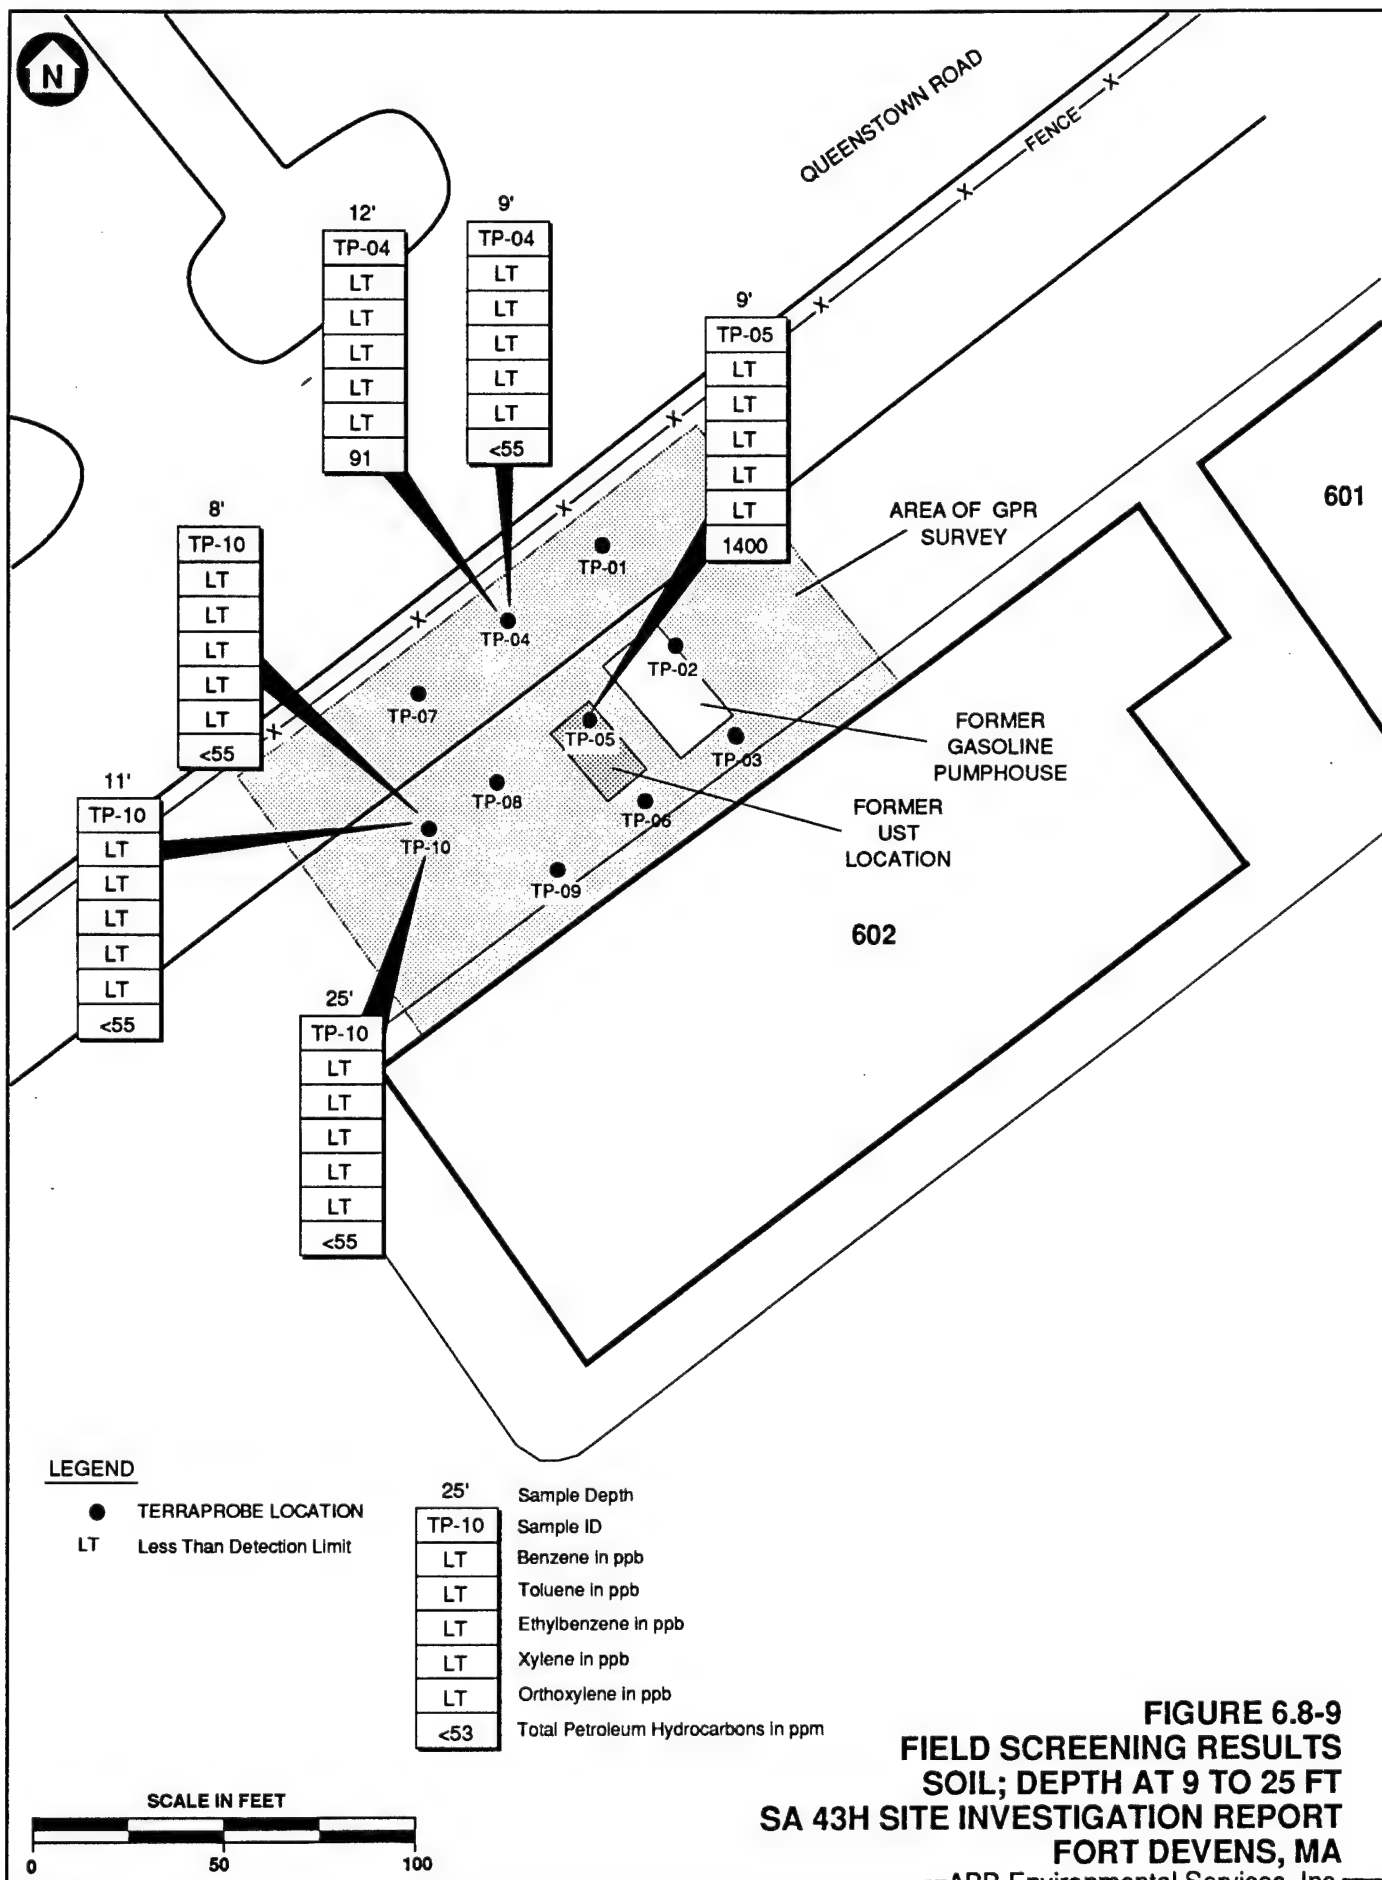 N
QUEENSTOWN ROAD
X
FENCE
X
X
X
X
X
X
12'
TP-04
LT
LT
LT
LT
LT
91
9'
TP-04
LT
LT
LT
LT
LT
<55
9'
TP-05
LT
LT
LT
LT
LT
1400
8'
TP-10
LT
LT
LT
LT
LT
<55
11'
TP-10
LT
LT
LT
LT
LT
<55
25'
TP-10
LT
LT
LT
LT
LT
<55
TP-01
TP-04
TP-02
TP-07
TP-05
TP-03
TP-08
TP-06
TP-10
TP-09
AREA OF GPR
SURVEY
601
FORMER
GASOLINE
PUMPHOUSE
FORMER
UST
LOCATION
602
LEGEND
TERRAPROBE LOCATION
LT Less Than Detection Limit
25' Sample Depth
TP-10 Sample ID
LT Benzene in ppb
LT Toluene in ppb
LT Ethylbenzene in ppb
LT Xylene in ppb
LT Orthoxylene in ppb
<53 Total Petroleum Hydrocarbons in ppm
SCALE IN FEET
0 50 100
FIGURE 6.8-9
FIELD SCREENING RESULTS
SOIL; DEPTH AT 9 TO 25 FT
SA 43H SITE INVESTIGATION REPORT
FORT DEVENS, MA
Environmental Services, Inc